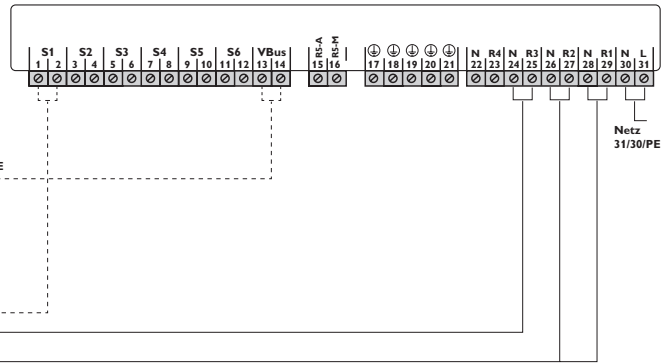 S1 S2 S3 S4 S5 S6 VBus R5-A R5-M N R4 N R3 N R2 N R1 N L
1 2 3 4 5 6 7 8 9 10 11 12 13 14 15 16 17 18 19 20 21 22 23 24 25 26 27 28 29 30 31
Netz
31/30/PE
E